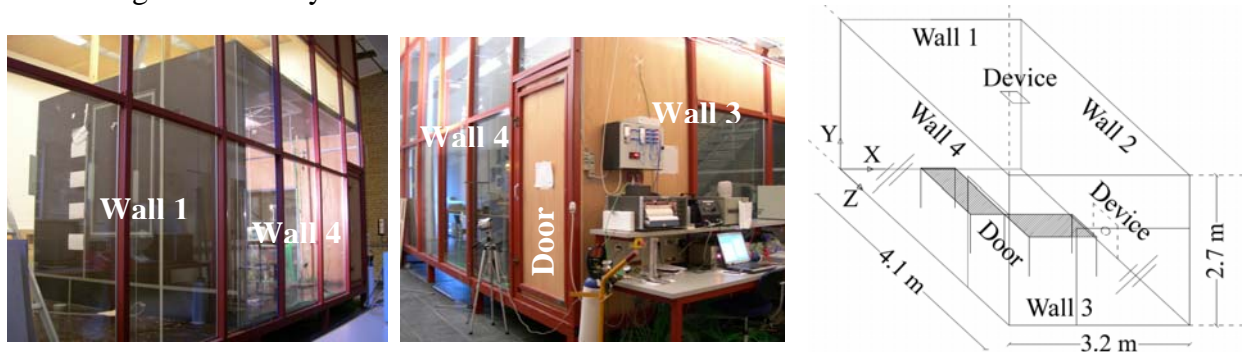 Wall 1
Wall 4
Wall 4
Wall 3
Door
Wall 1
Device
Wall 4
Wall 2
Y
X
Z
Device
Door
4.1 m
Wall 3
2.7 m
3.2 m